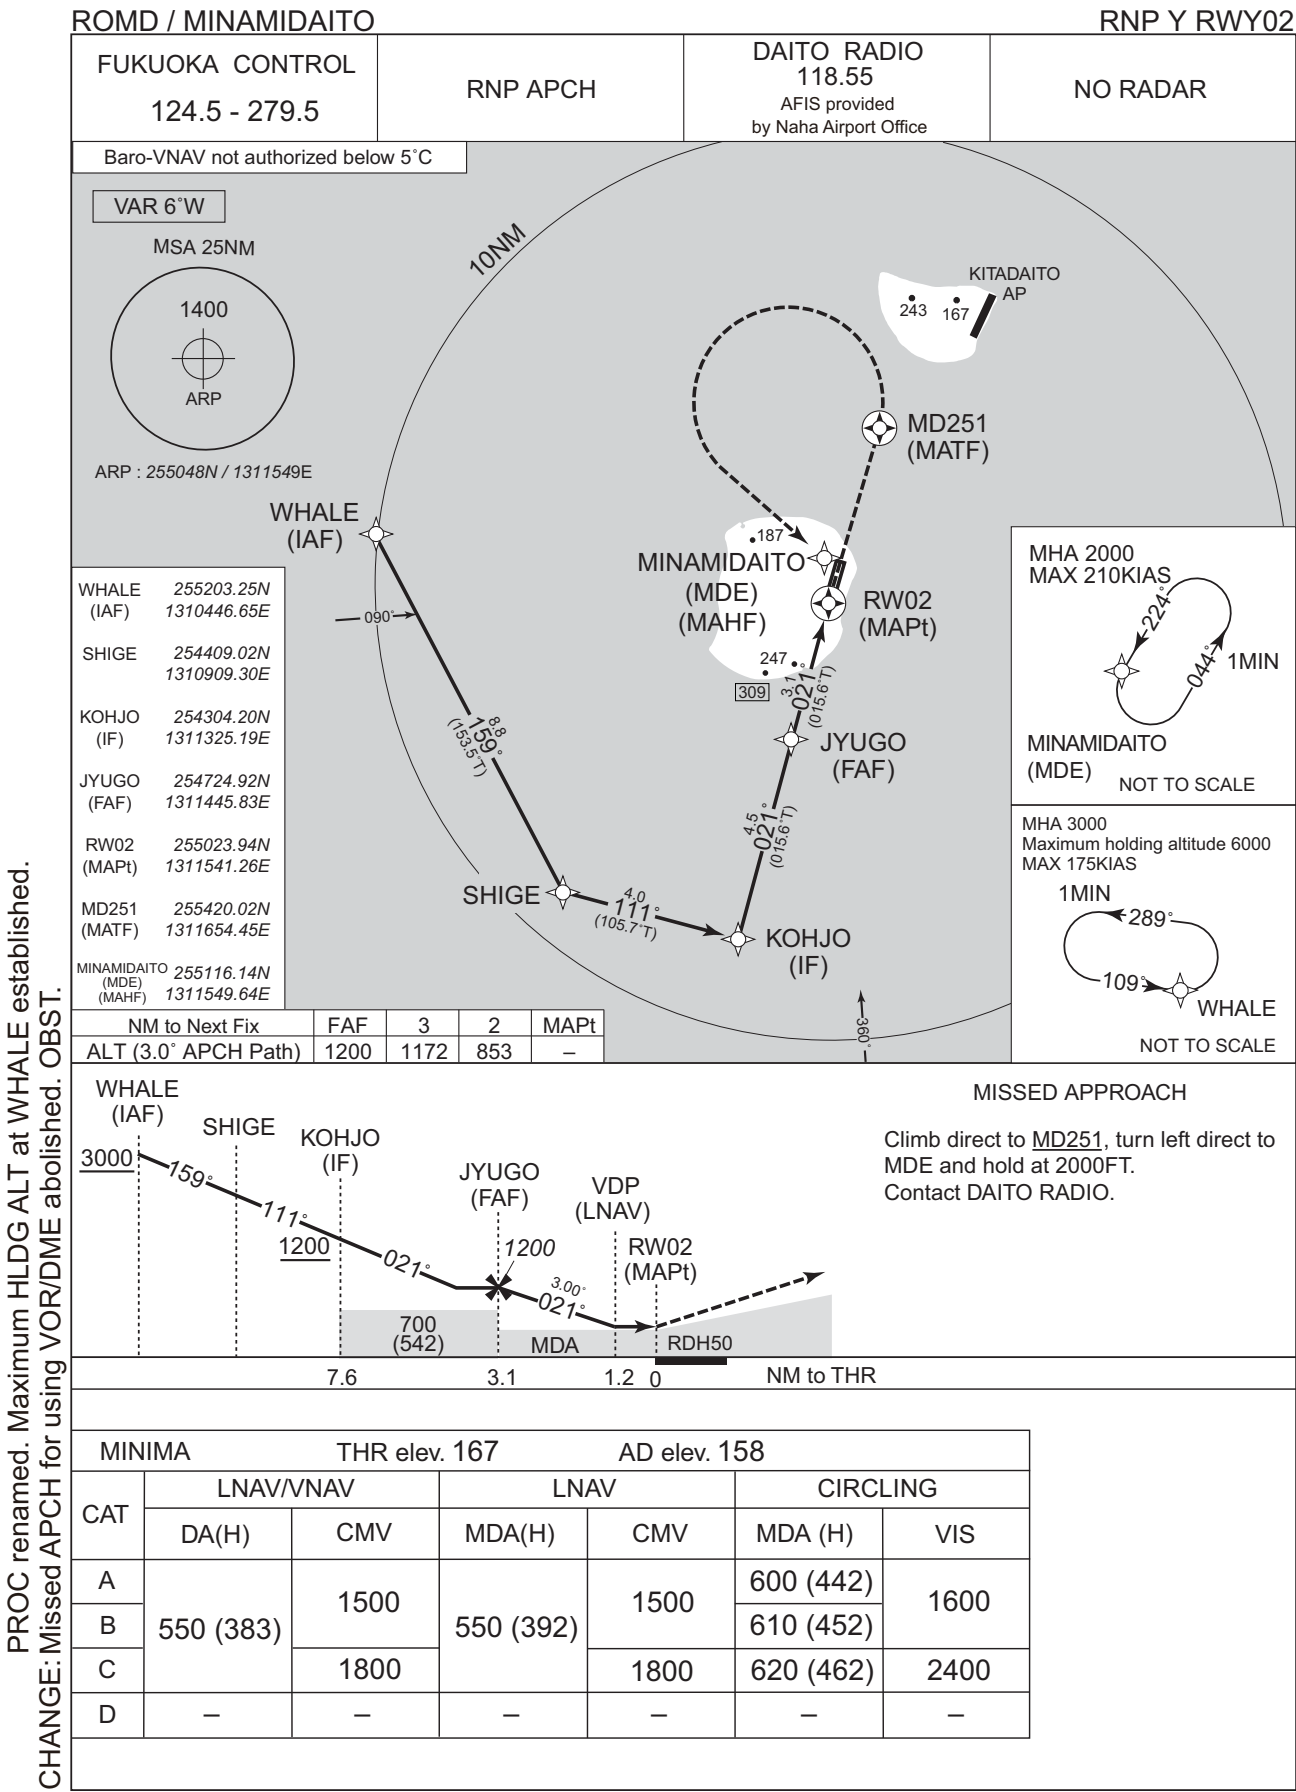 ROMD / MINAMIDAITO
RNP Y RWY02
FUKUOKA CONTROL
124.5 - 279.5
RNP APCH
DAITO RADIO
118.55
AFIS provided
by Naha Airport Office
NO RADAR
Baro-VNAV not authorized below 5˚C
VAR 6˚W
MSA 25NM
1400
ARP
ARP : 255048N / 1311549E
10NM
KITADAITO
AP
243
167
MD251
(MATF)
WHALE
(IAF)
187
MINAMIDAITO
(MDE)
(MAHF)
RW02
(MAPt)
247
309
090˚
8.8
159˚
(153.5˚T)
3.1
021˚
(015.6˚T)
JYUGO
(FAF)
4.5
021˚
(015.6˚T)
SHIGE
4.0
111˚
(105.7˚T)
KOHJO
(IF)
360˚
WHALE 255203.25N
(IAF) 1310446.65E
SHIGE 254409.02N
1310909.30E
KOHJO 254304.20N
(IF) 1311325.19E
JYUGO 254724.92N
(FAF) 1311445.83E
RW02 255023.94N
(MAPt) 1311541.26E
MD251 255420.02N
(MATF) 1311654.45E
MINAMIDAITO 255116.14N
(MDE)
(MAHF) 1311549.64E
MHA 2000
MAX 210KIAS
224˚
044˚
1MIN
MINAMIDAITO
(MDE)
NOT TO SCALE
MHA 3000
Maximum holding altitude 6000
MAX 175KIAS
1MIN
289˚
109˚
WHALE
NOT TO SCALE
NM to Next Fix FAF 3 2 MAPt
ALT (3.0˚ APCH Path) 1200 1172 853 –
WHALE
(IAF)
SHIGE
KOHJO
(IF)
JYUGO
(FAF)
VDP
(LNAV)
RW02
(MAPt)
3000
159˚
111˚
1200
021˚
1200
3.00˚
021˚
700
(542)
MDA
RDH50
7.6 3.1 1.2 0 NM to THR
MISSED APPROACH
Climb direct to MD251, turn left direct to
MDE and hold at 2000FT.
Contact DAITO RADIO.
MINIMA THR elev. 167 AD elev. 158
CAT LNAV/VNAV LNAV CIRCLING
DA(H) CMV MDA(H) CMV MDA (H) VIS
A 550 (383) 1500 550 (392) 1500 600 (442) 1600
B 610 (452)
C 1800 1800 620 (462) 2400
D – – – – – –
PROC renamed. Maximum HLDG ALT at WHALE established.
CHANGE: Missed APCH for using VOR/DME abolished. OBST.